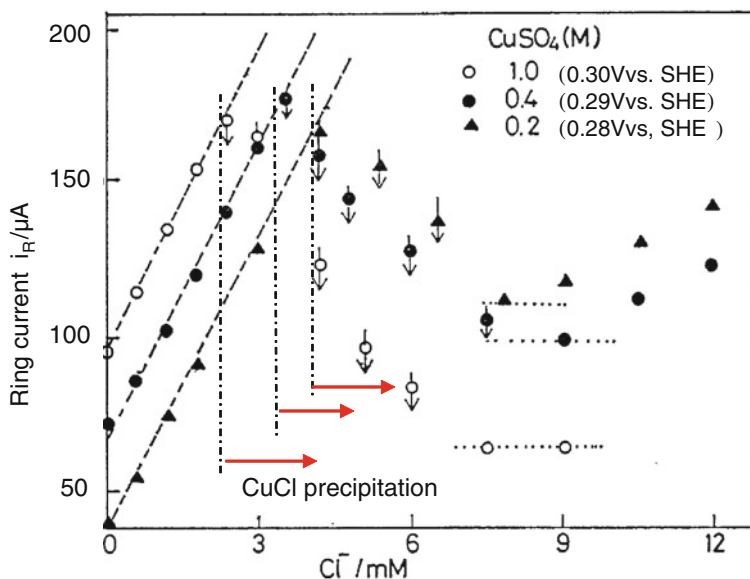 200
150
100
50
Ring current iR/µA
CuSO4(M)
1.0 (0.30Vvs. SHE)
0.4 (0.29Vvs. SHE)
0.2 (0.28Vvs, SHE )
CuCl precipitation
0 3 6 9 12
Cl-/mM